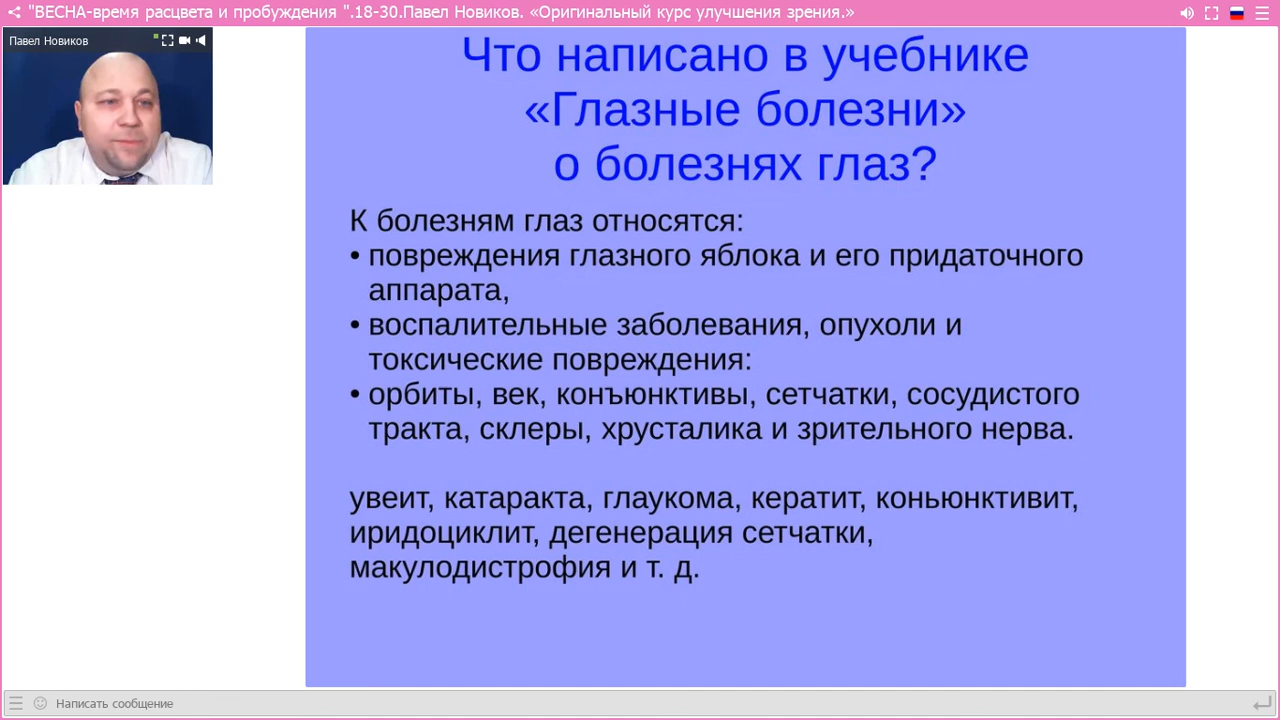 "ВЕСНА-время расцвета и пробуждения ".18-30.Павел Новиков. «Оригинальный курс улучшения зрения.»
Павел Новиков
Что написано в учебнике
«Глазные болезни»
о болезнях глаз?
К болезням глаз относятся:
• повреждения глазного яблока и его придаточного
аппарата,
• воспалительные заболевания, опухоли и
токсические повреждения:
• орбиты, век, конъюнктивы, сетчатки, сосудистого
тракта, склеры, хрусталика и зрительного нерва.
увеит, катаракта, глаукома, кератит, коньюнктивит,
иридоциклит, дегенерация сетчатки,
макулодистрофия и т. д.
Написать сообщение